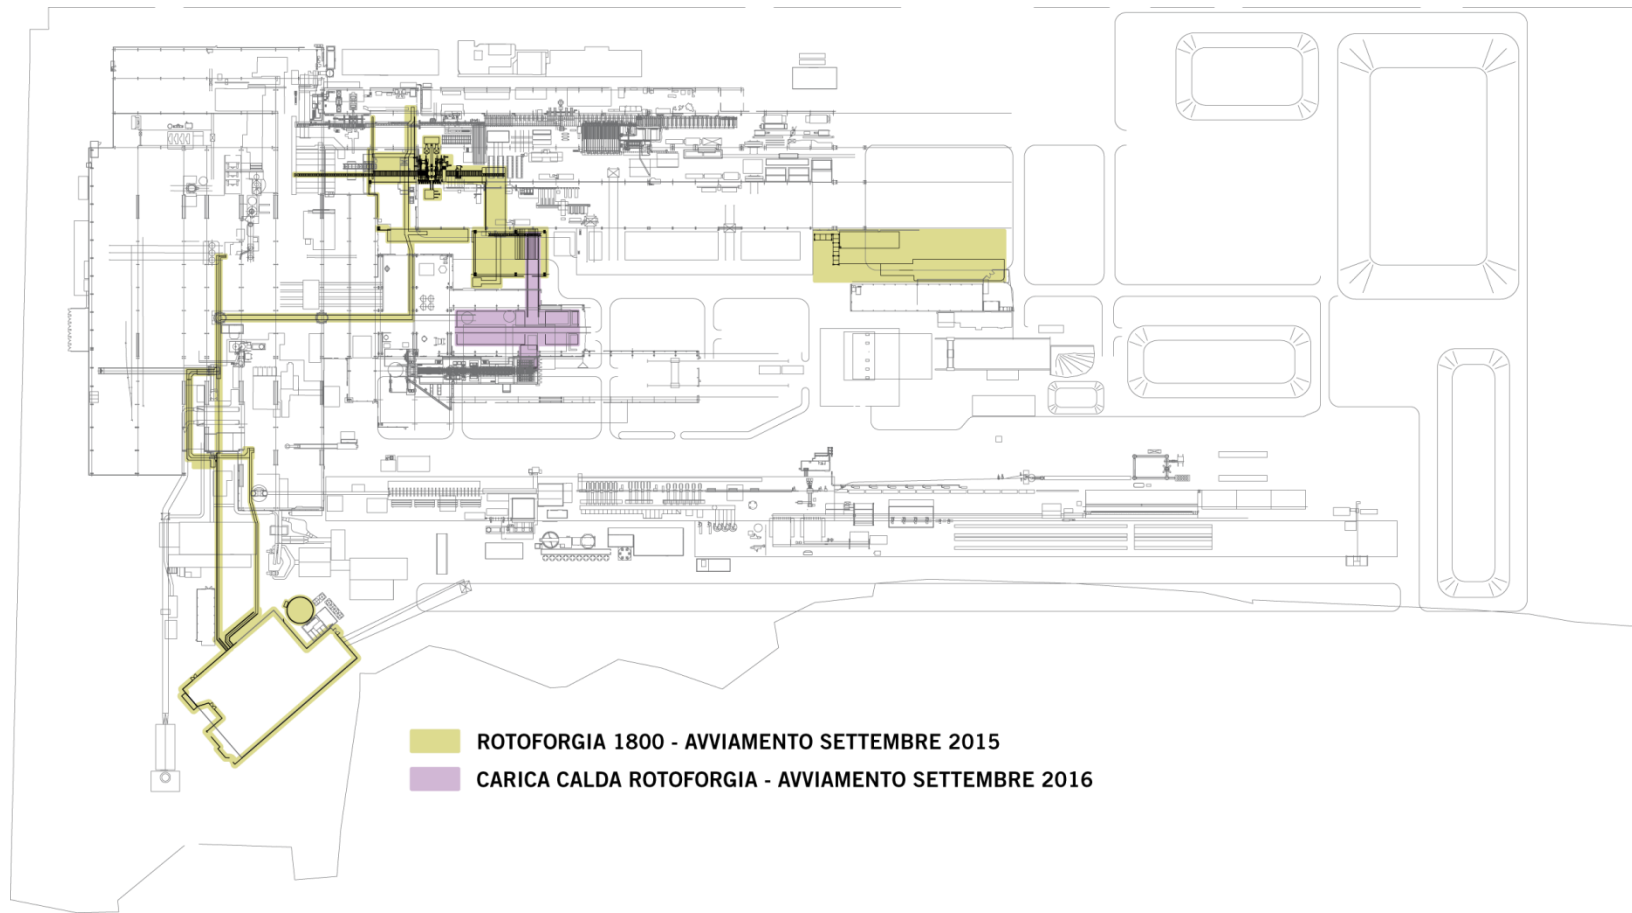 ROTOFORGIA 1800 - AVVIAMENTO SETTEMBRE 2015
CARICA CALDA ROTOFORGIA - AVVIAMENTO SETTEMBRE 2016